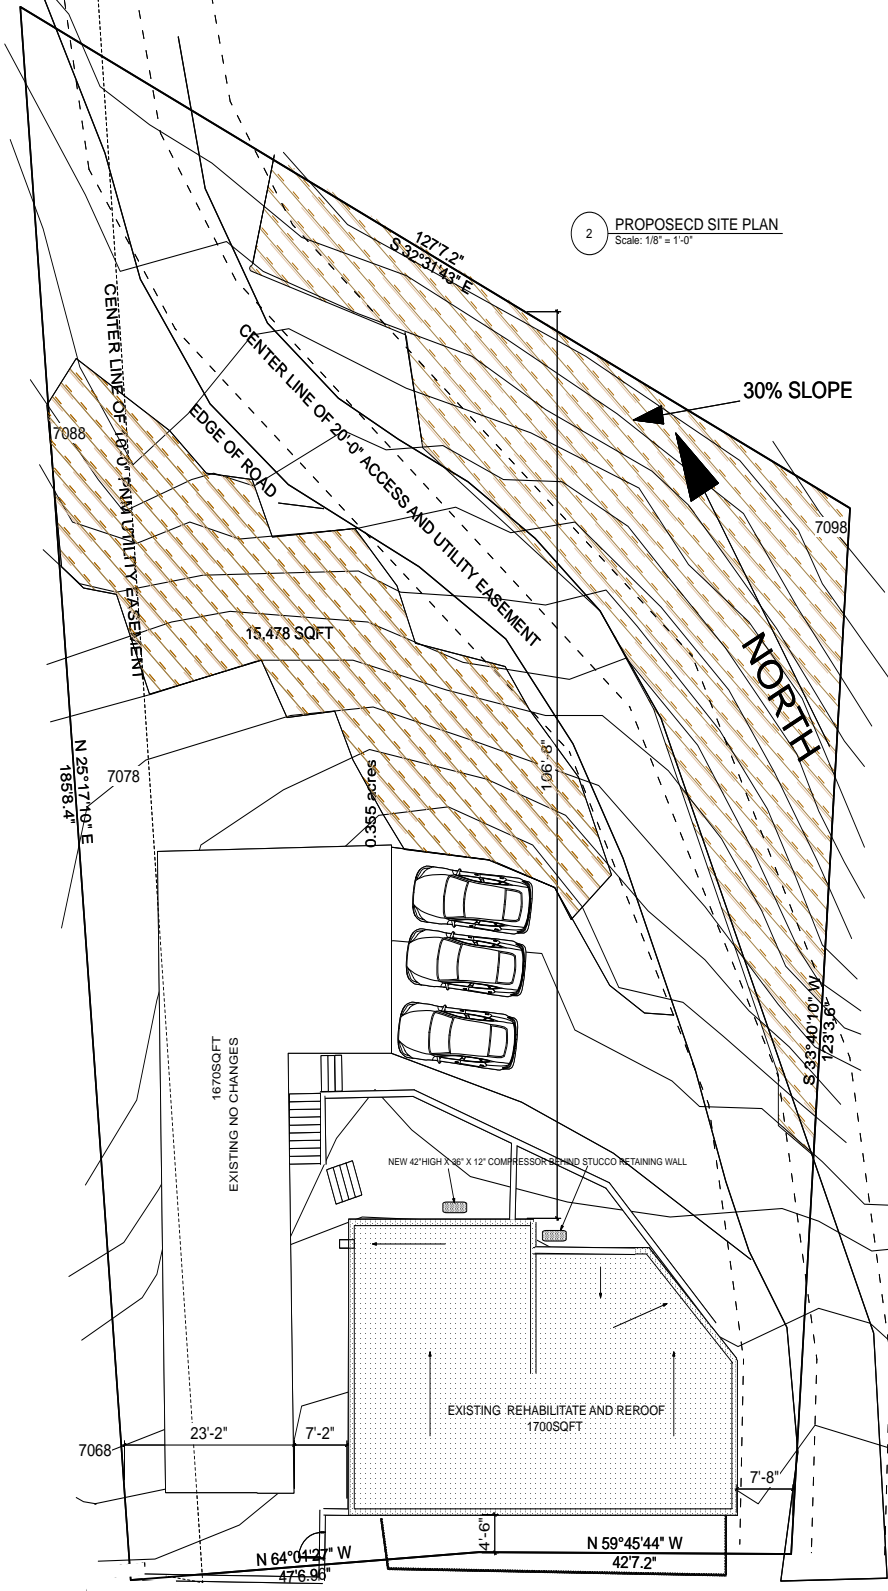 127'7.2"
S 32°31'43" E
2
PROPOSECD SITE PLAN
Scale: 1/8" = 1'-0"
30% SLOPE
CENTER LINE OF 10'-0" PNM UTILITY EASEMENT
CENTER LINE OF 20'-0" ACCESS AND UTILITY EASEMENT
EDGE OF ROAD
7088
7098
NORTH
15,478 SQFT
N 25°17'10" E
185'8.4"
7078
0.355 acres
106'-8"
S 33°40'10" W
123'3.6"
1670SQFT
EXISTING NO CHANGES
NEW 42"HIGH X 36" X 12" COMPRESSOR BEHIND STUCCO RETAINING WALL
EXISTING REHABILITATE AND REROOF
1700SQFT
23'-2"
7'-2"
7068
7'-8"
4'-6"
N 64°01'27" W
47'6.96"
N 59°45'44" W
42'7.2"